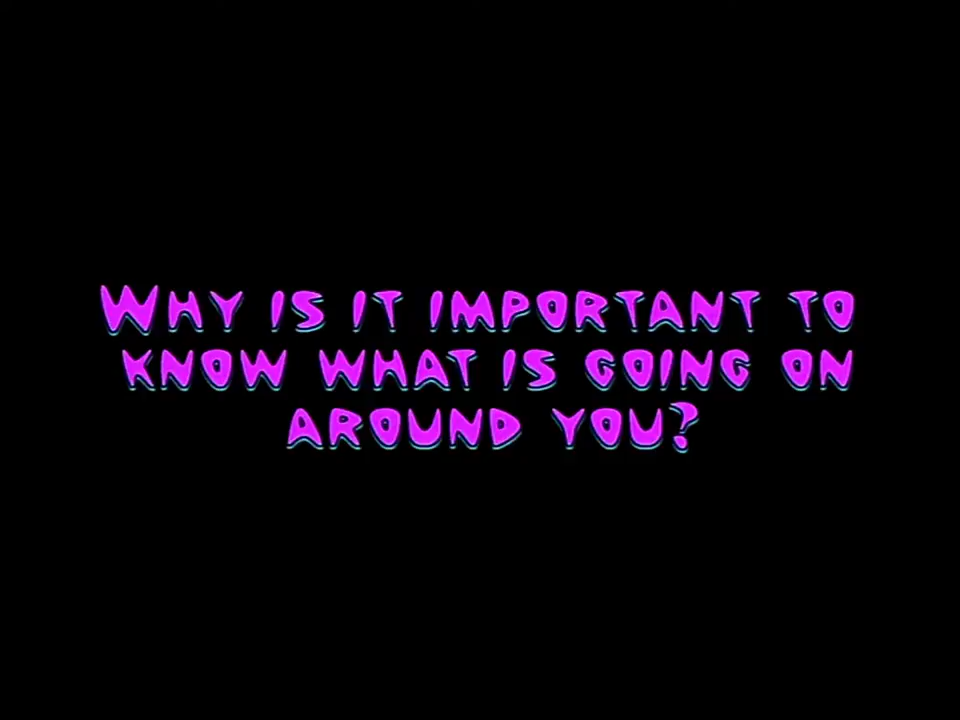 Why is it important to
know what is going on
around you?